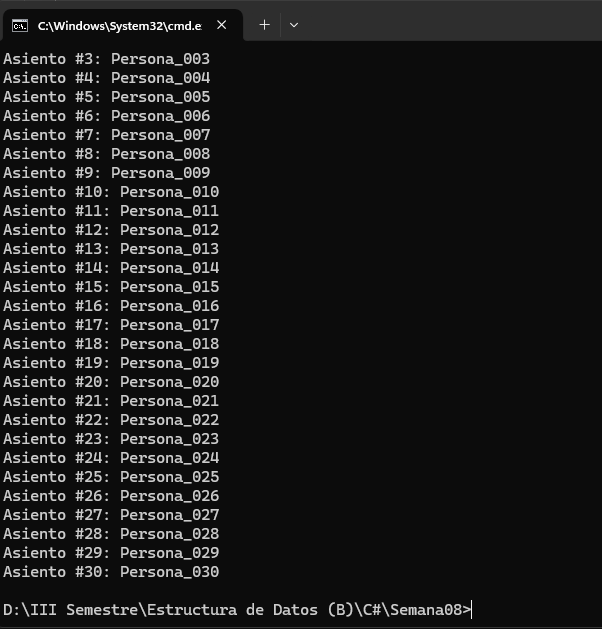 C:\Windows\System32\cmd.e
Asiento #3: Persona_003
Asiento #4: Persona_004
Asiento #5: Persona_005
Asiento #6: Persona_006
Asiento #7: Persona_007
Asiento #8: Persona_008
Asiento #9: Persona_009
Asiento #10: Persona_010
Asiento #11: Persona_011
Asiento #12: Persona_012
Asiento #13: Persona_013
Asiento #14: Persona_014
Asiento #15: Persona_015
Asiento #16: Persona_016
Asiento #17: Persona_017
Asiento #18: Persona_018
Asiento #19: Persona_019
Asiento #20: Persona_020
Asiento #21: Persona_021
Asiento #22: Persona_022
Asiento #23: Persona_023
Asiento #24: Persona_024
Asiento #25: Persona_025
Asiento #26: Persona_026
Asiento #27: Persona_027
Asiento #28: Persona_028
Asiento #29: Persona_029
Asiento #30: Persona_030
D:\III Semestre\Estructura de Datos (B)\C#\Semana08>